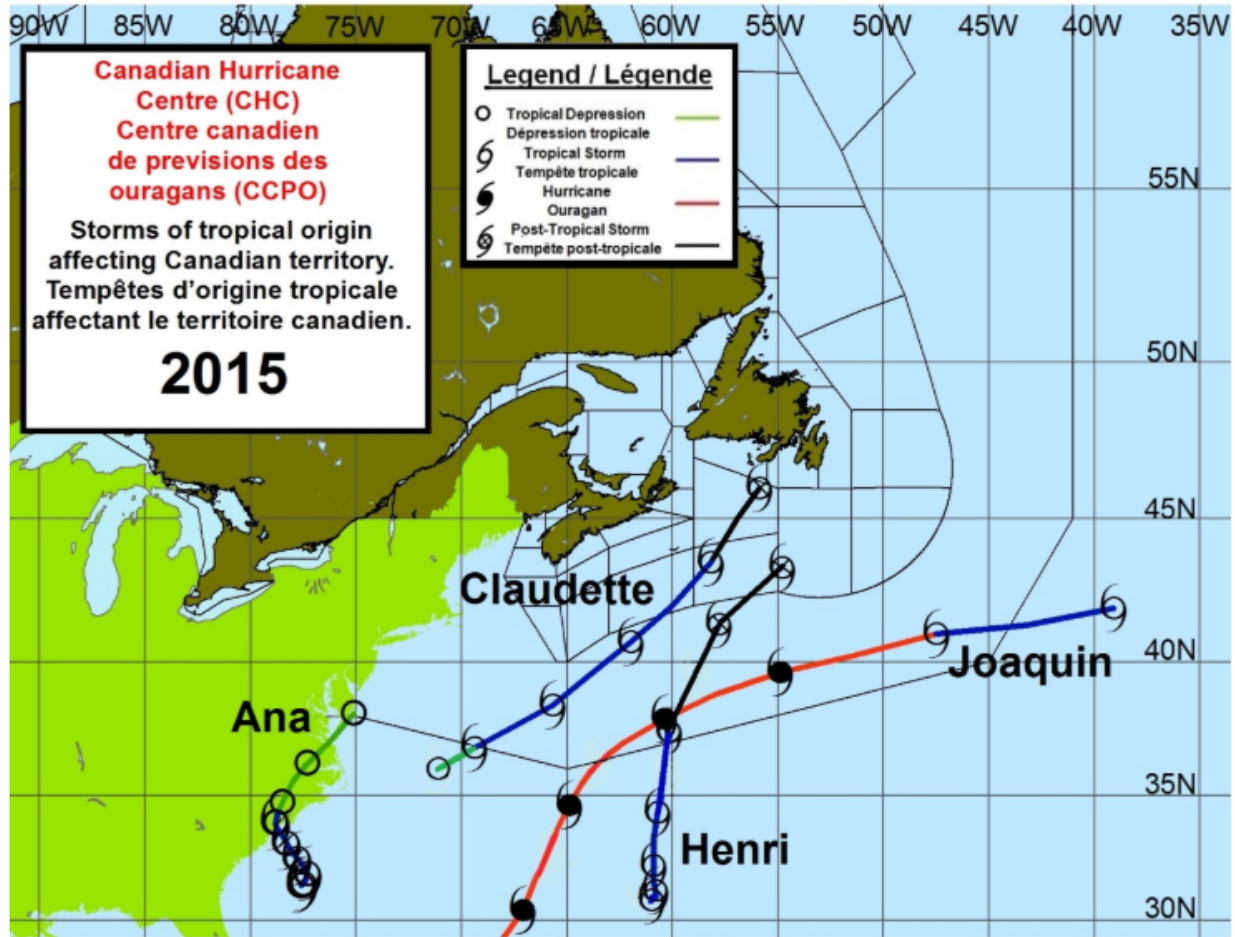 90W 85W 80W 75W 70W 65W 60W 55W 50W 45W 40W 35W
Canadian Hurricane
Centre (CHC)
Centre canadien
de previsions des
ouragans (CCPO)
Storms of tropical origin
affecting Canadian territory.
Tempêtes d'origine tropicale
affectant le territoire canadien.
2015
Legend / Légende
Tropical Depression
Dépression tropicale
Tropical Storm
Tempête tropicale
Hurricane
Ouragan
Post-Tropical Storm
Tempête post-tropicale
55N
50N
45N
Claudette
40N
Joaquin
Ana
35N
Henri
30N